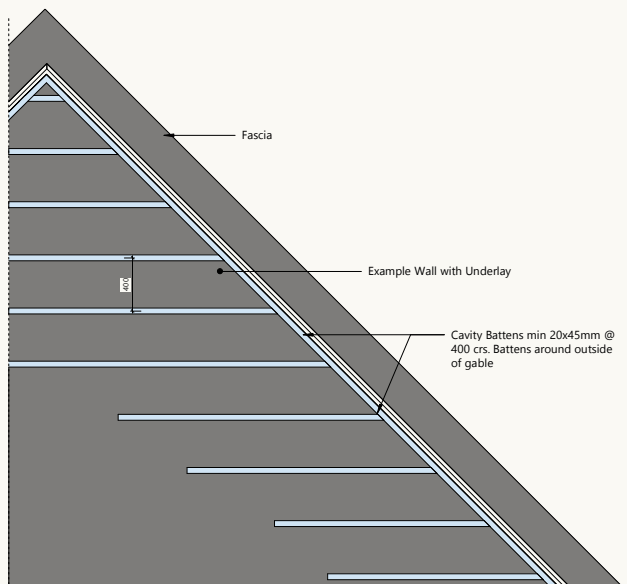 Fascia
Example Wall with Underlay
400
Cavity Battens min 20x45mm @
400 crs. Battens around outside
of gable